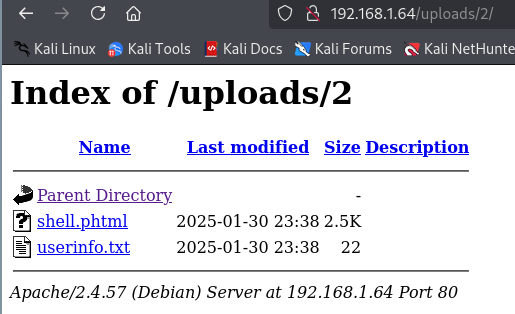 192.168.1.64/uploads/2/
Kali Linux Kali Tools Kali Docs Kali Forums Kali NetHunte
Index of /uploads/2
Name Last modified Size Description
Parent Directory -
shell.phtml 2025-01-30 23:38 2.5K
userinfo.txt 2025-01-30 23:38 22
Apache/2.4.57 (Debian) Server at 192.168.1.64 Port 80